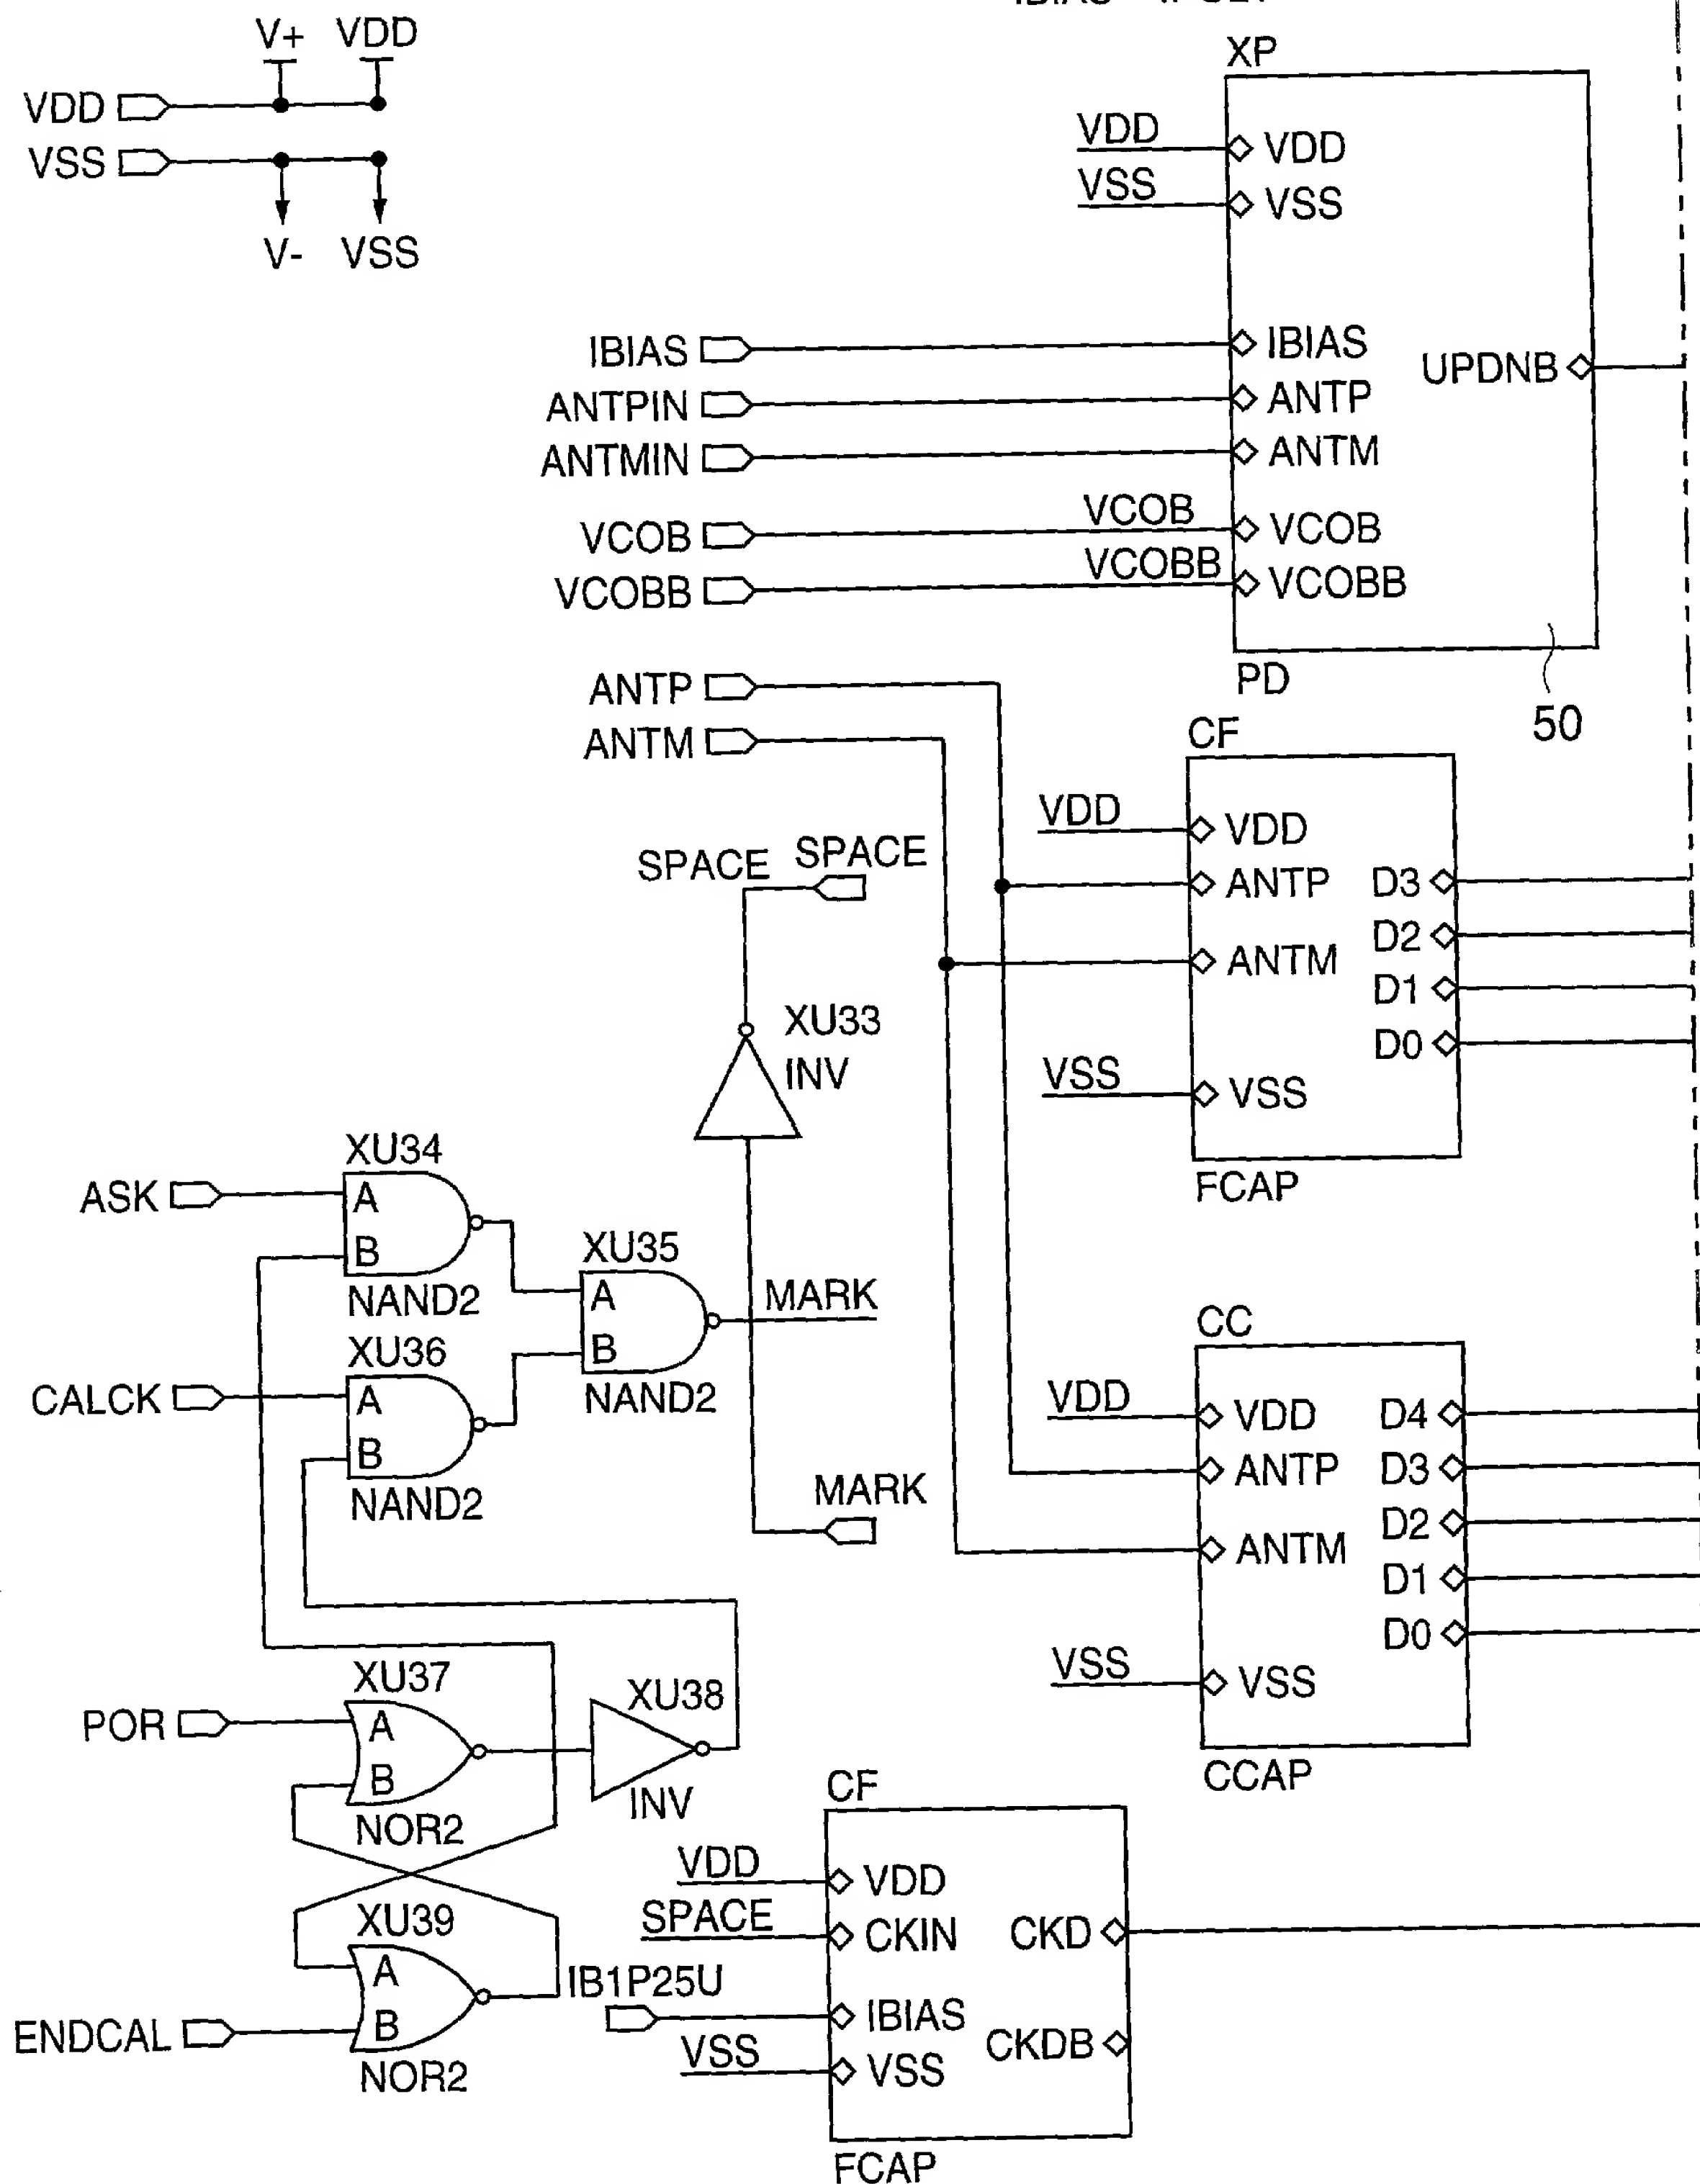 V+ VDD
VDD
VSS
V- VSS
XP
VDD VDD
VSS VSS
IBIAS IBIAS
UPDNB
ANTPIN ANTP
ANTMIN ANTM
VCOB VCOB VCOB
VCOBB VCOBB VCOBB
PD
50
ANTP
ANTM
CF
VDD VDD
ANTP D3
D2
ANTM
D1
D0
VSS VSS
FCAP
SPACE SPACE
XU33
INV
XU34
ASK A
B
NAND2
XU35
A MARK
B
NAND2
XU36
CALCK A
B
NAND2
MARK
CC
VDD VDD D4
ANTP D3
D2
ANTM
D1
D0
VSS VSS
CCAP
XU37
POR A
B
NOR2
XU38
INV
XU39
A
ENDCAL B
NOR2
CF
VDD VDD
SPACE CKIN CKD
IB1P25U IBIAS
CKDB
VSS VSS
FCAP